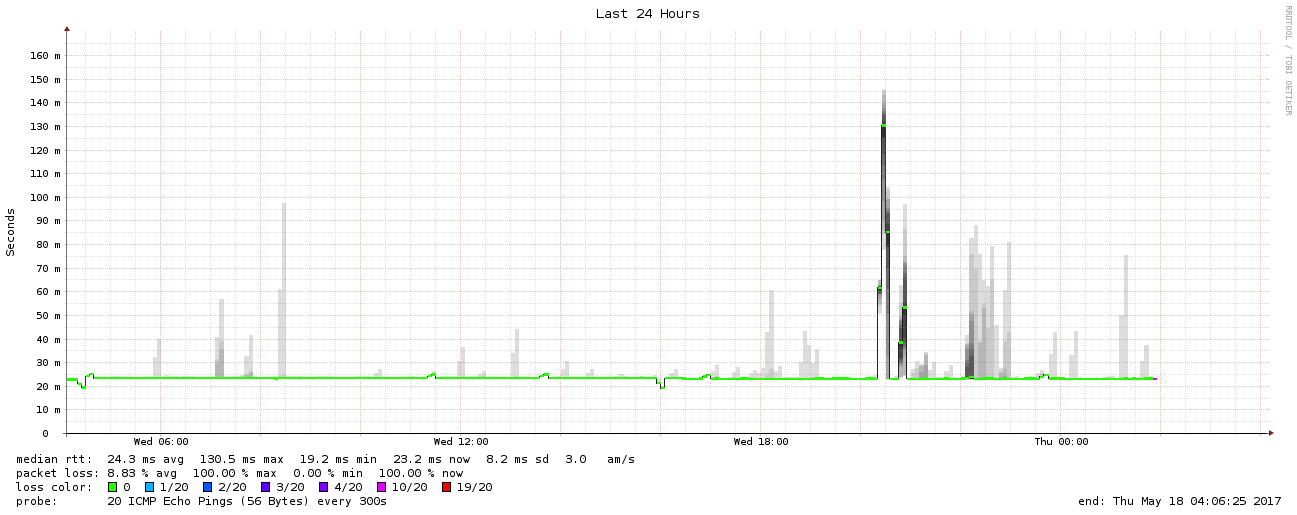 Last 24 Hours
RRDTOOL / TOBI OETIKER
Seconds
160 m
150 m
140 m
130 m
120 m
110 m
100 m
90 m
80 m
70 m
60 m
50 m
40 m
30 m
20 m
10 m
0
Wed 06:00 Wed 12:00 Wed 18:00 Thu 00:00
median rtt: 24.3 ms avg 130.5 ms max 19.2 ms min 23.2 ms now 8.2 ms sd 3.0 am/s
packet loss: 8.83 % avg 100.00 % max 0.00 % min 100.00 % now
loss color: 0 1/20 2/20 3/20 4/20 10/20 19/20
probe: 20 ICMP Echo Pings (56 Bytes) every 300s end: Thu May 18 04:06:25 2017